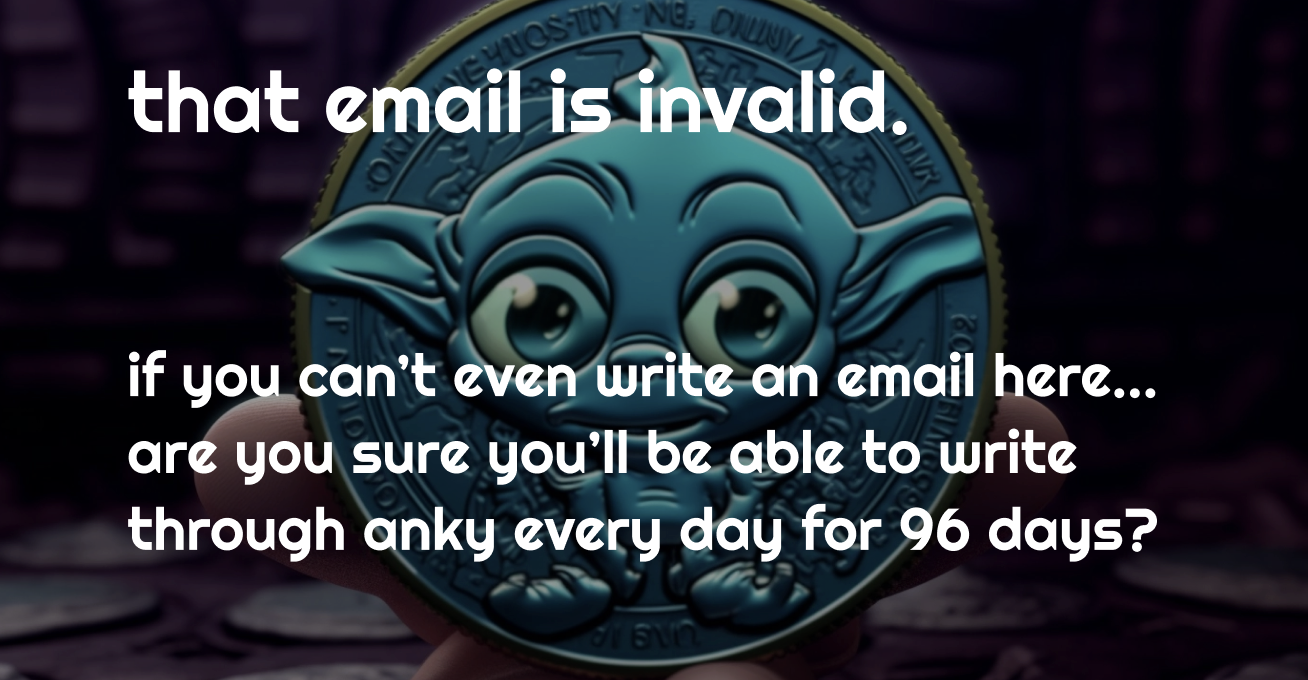 that email is invalid.
if you can’t even write an email here...
are you sure you’ll be able to write
through anky every day for 96 days?